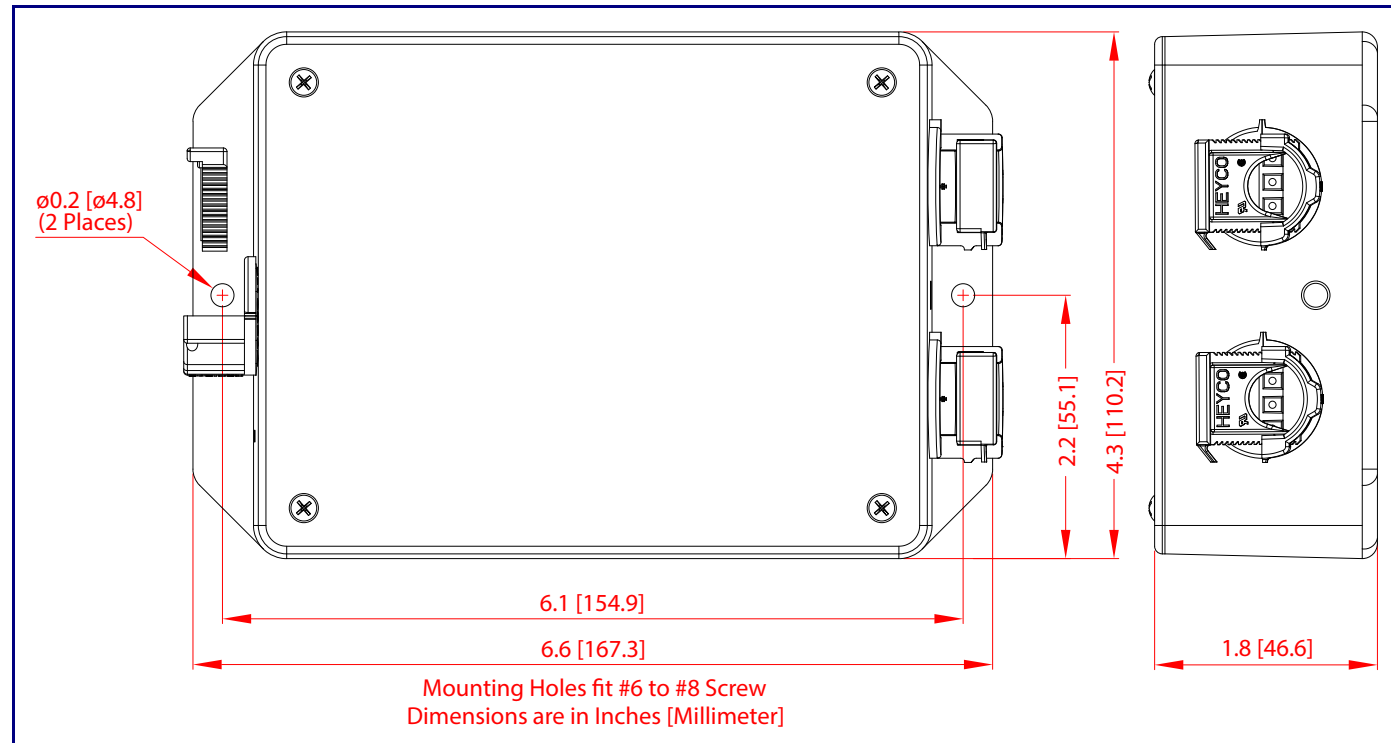 ø0.2 [ø4.8]
(2 Places)
HEYCO
HEYCO
2.2 [55.1]
4.3 [110.2]
6.1 [154.9]
6.6 [167.3]
1.8 [46.6]
Mounting Holes fit #6 to #8 Screw
Dimensions are in Inches [Millimeter]